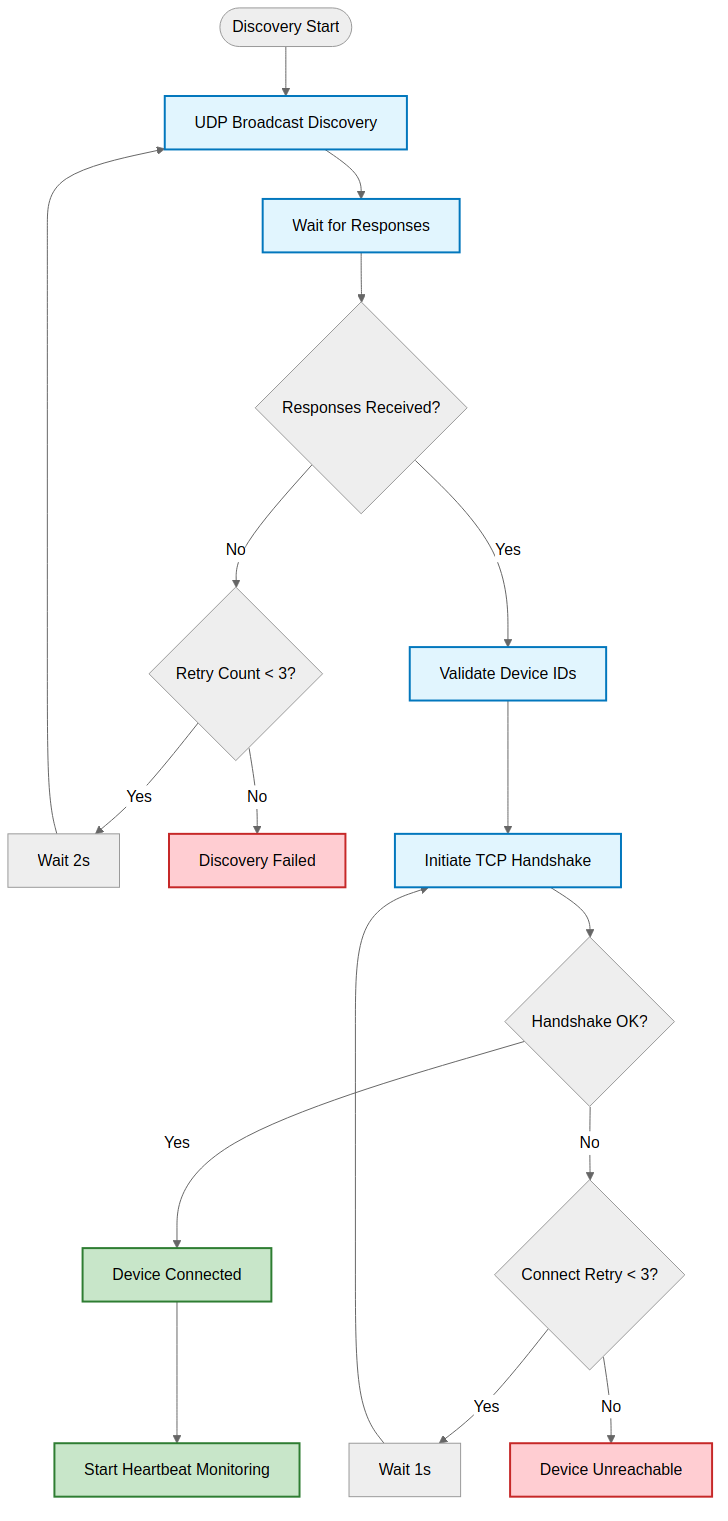 Discovery Start
UDP Broadcast Discovery
Wait for Responses
Responses Received?
No
Yes
Retry Count < 3?
Validate Device IDs
Yes
No
Wait 2s
Discovery Failed
Initiate TCP Handshake
Handshake OK?
Yes
No
Device Connected
Connect Retry < 3?
Yes
No
Start Heartbeat Monitoring
Wait 1s
Device Unreachable